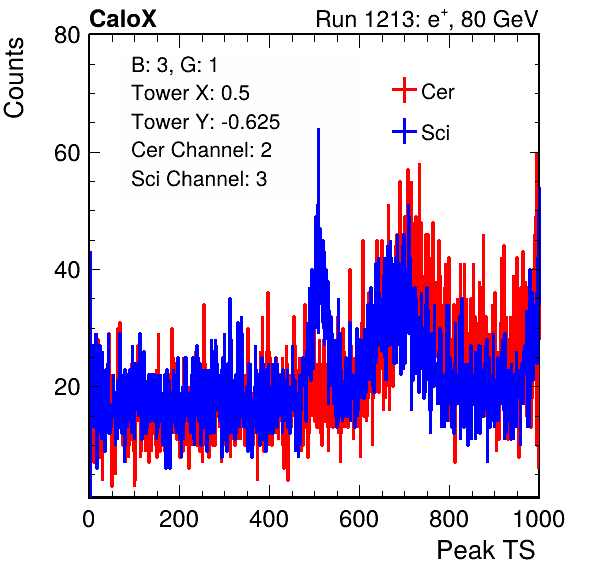 CaloX Run 1213: e⁺, 80 GeV
Counts
80
60
40
20
B: 3, G: 1
Tower X: 0.5
Tower Y: -0.625
Cer Channel: 2
Sci Channel: 3
Cer
Sci
0 200 400 600 800 1000
Peak TS